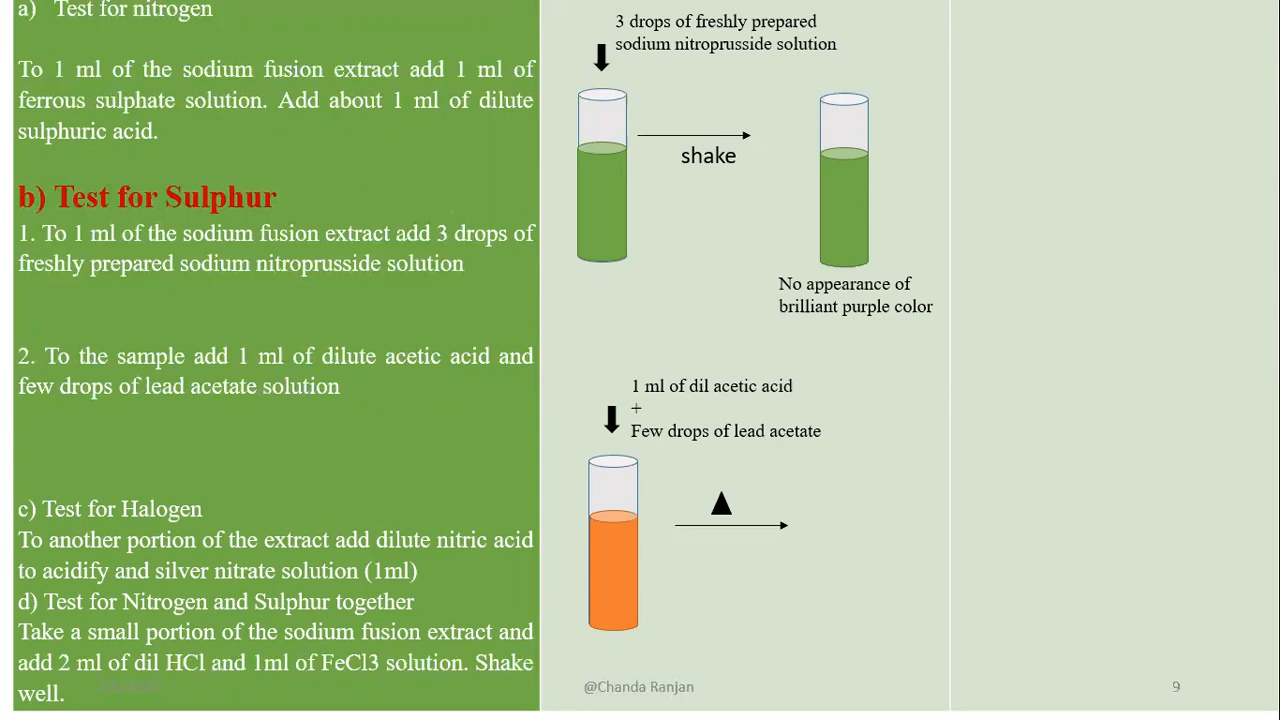 a) Test for nitrogen
To 1 ml of the sodium fusion extract add 1 ml of
ferrous sulphate solution. Add about 1 ml of dilute
sulphuric acid.
b) Test for Sulphur
1. To 1 ml of the sodium fusion extract add 3 drops of
freshly prepared sodium nitroprusside solution
2. To the sample add 1 ml of dilute acetic acid and
few drops of lead acetate solution
c) Test for Halogen
To another portion of the extract add dilute nitric acid
to acidify and silver nitrate solution (1ml)
d) Test for Nitrogen and Sulphur together
Take a small portion of the sodium fusion extract and
add 2 ml of dil HCl and 1ml of FeCl3 solution. Shake
well.
3 drops of freshly prepared
sodium nitroprusside solution
shake
No appearance of
brilliant purple color
1 ml of dil acetic acid
+
Few drops of lead acetate
@Chanda Ranjan
9